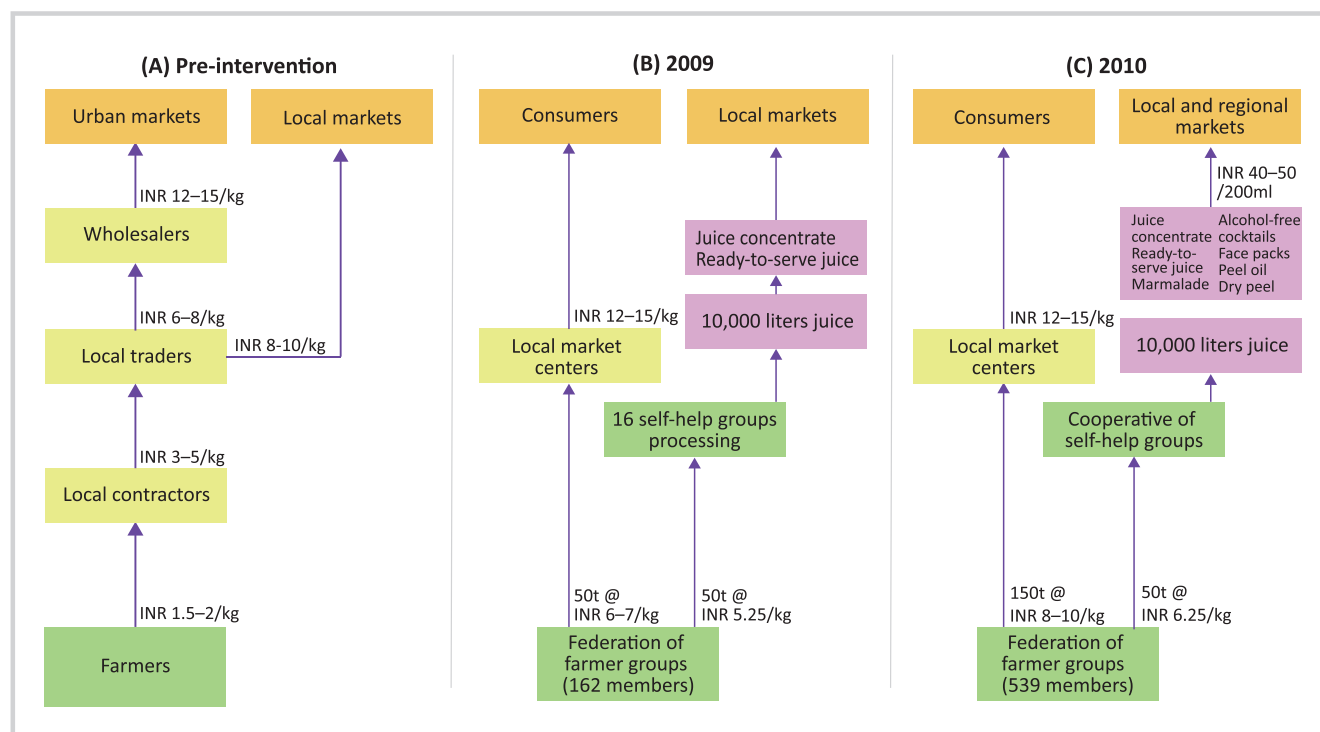 (A) Pre-intervention
Urban markets
Local markets
INR 12–15/kg
Wholesalers
INR 6–8/kg
INR 8-10/kg
Local traders
INR 3–5/kg
Local contractors
INR 1.5–2/kg
Farmers
(B) 2009
Consumers
Local markets
Juice concentrate
Ready-to-serve juice
INR 12–15/kg
10,000 liters juice
Local market
centers
16 self-help groups
processing
50t @
INR 6–7/kg
50t @
INR 5.25/kg
Federation of
farmer groups
(162 members)
(C) 2010
Consumers
Local and regional
markets
INR 40–50
/200ml
Juice
concentrate
Ready-to-
serve juice
Marmalade
Alcohol-free
cocktails
Face packs
Peel oil
Dry peel
INR 12–15/kg
10,000 liters juice
Local market
centers
Cooperative of
self-help groups
150t @
INR 8–10/kg
50t @
INR 6.25/kg
Federation of
farmer groups
(539 members)